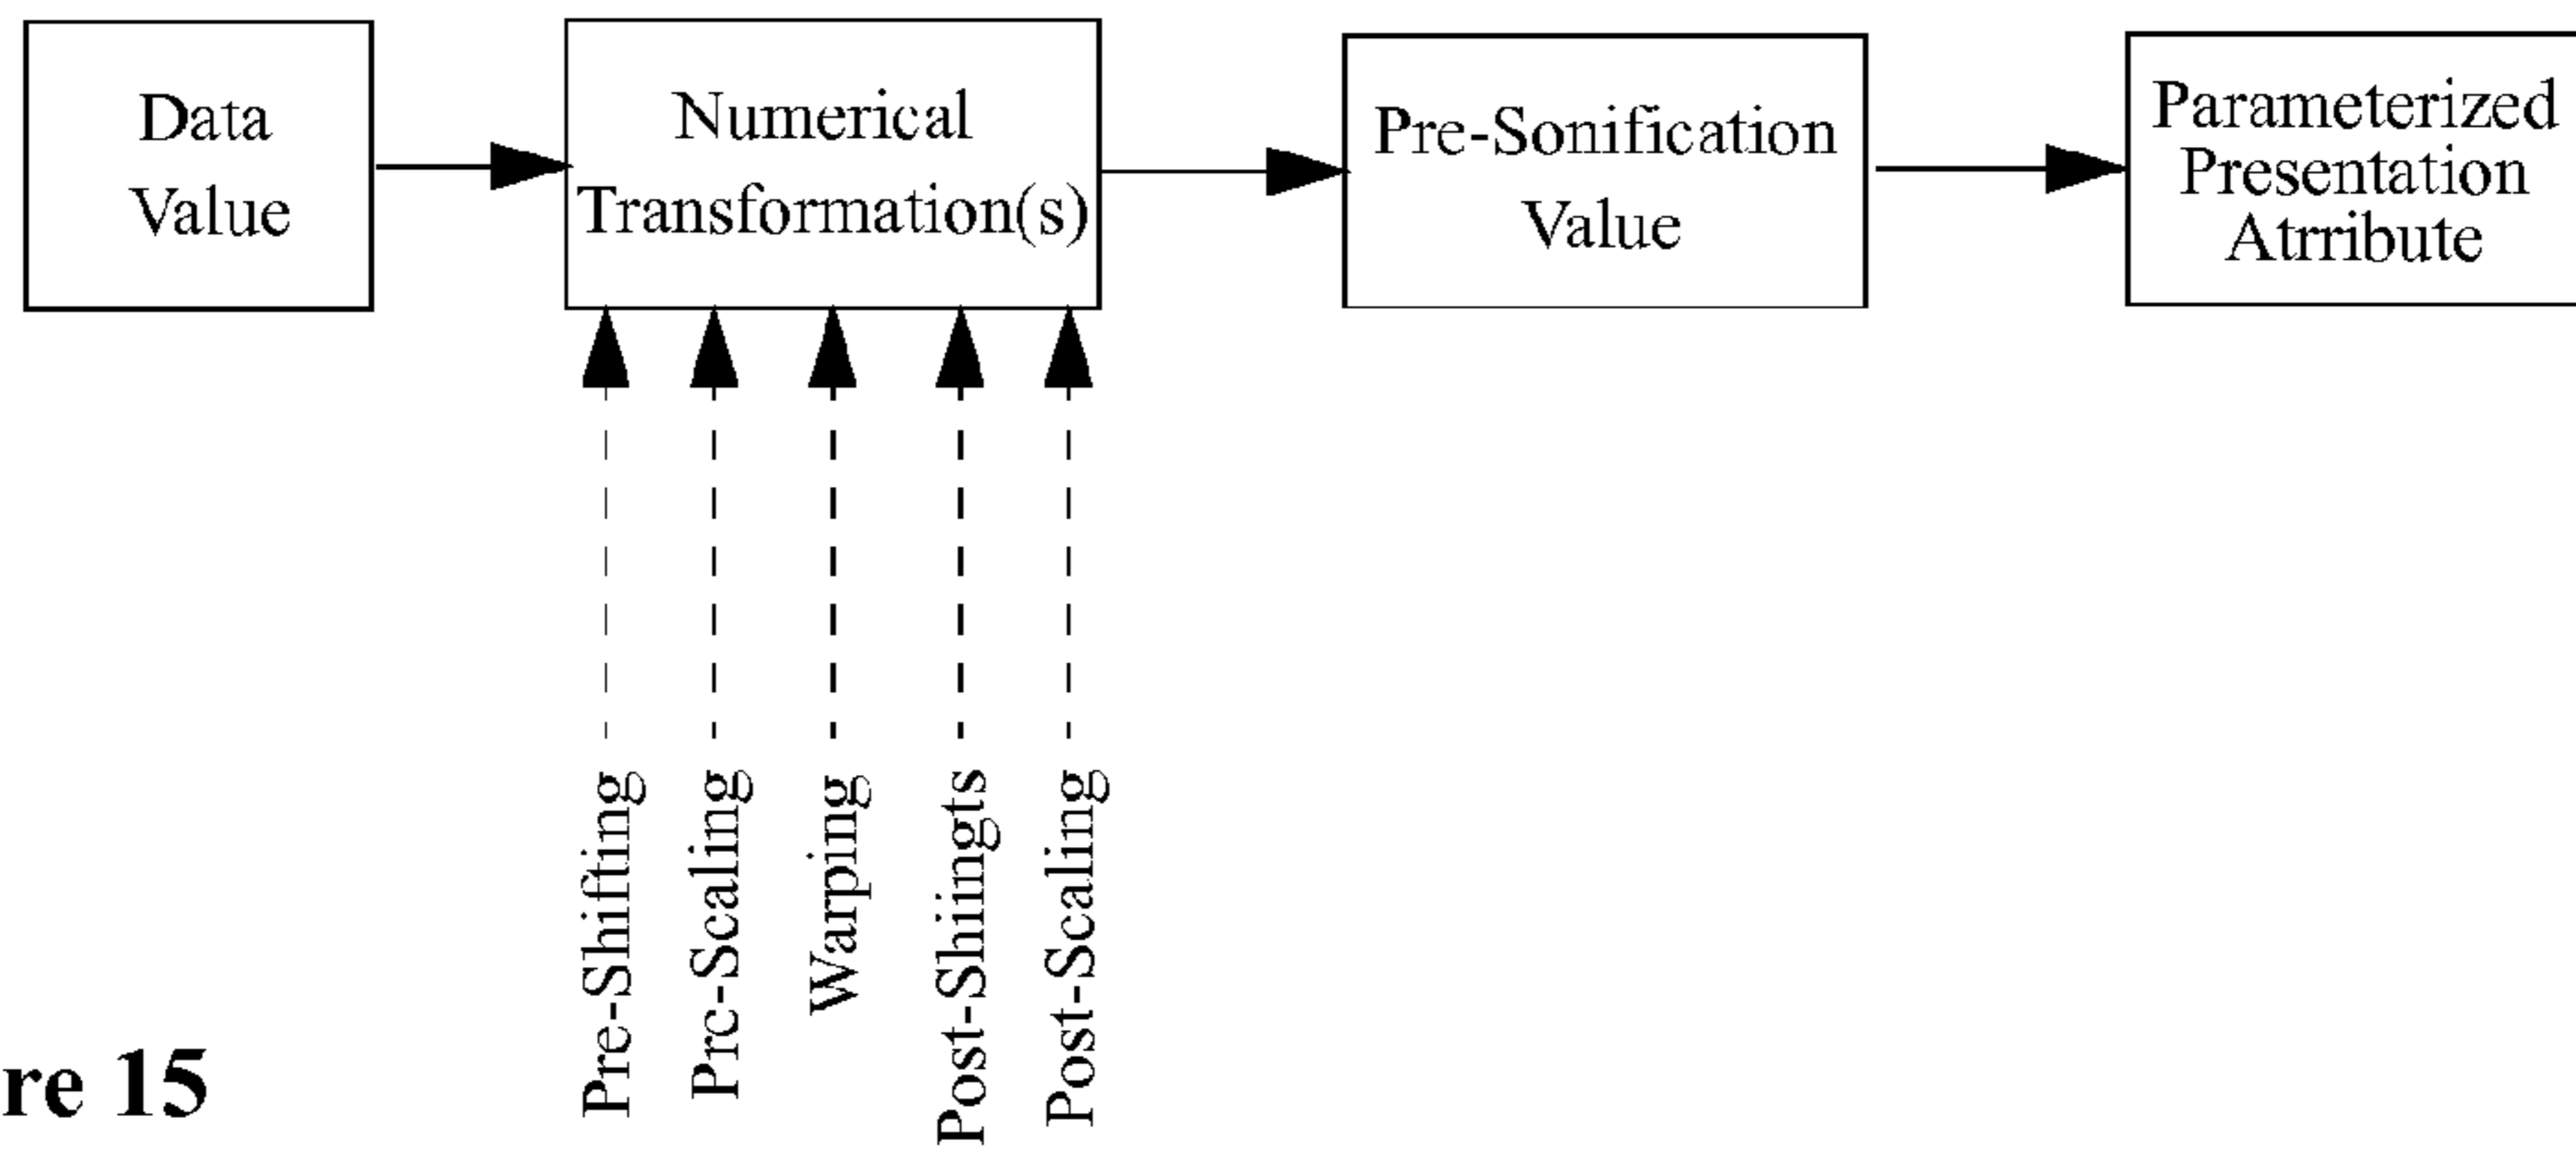 Data
Value
Numerical
Transformation(s)
Pre-Sonification
Value
Parameterized
Presentation
Atrribute
Pre-Shifting
Pre-Scaling
Warping
Post-Shiingts
Post-Scaling
re 15